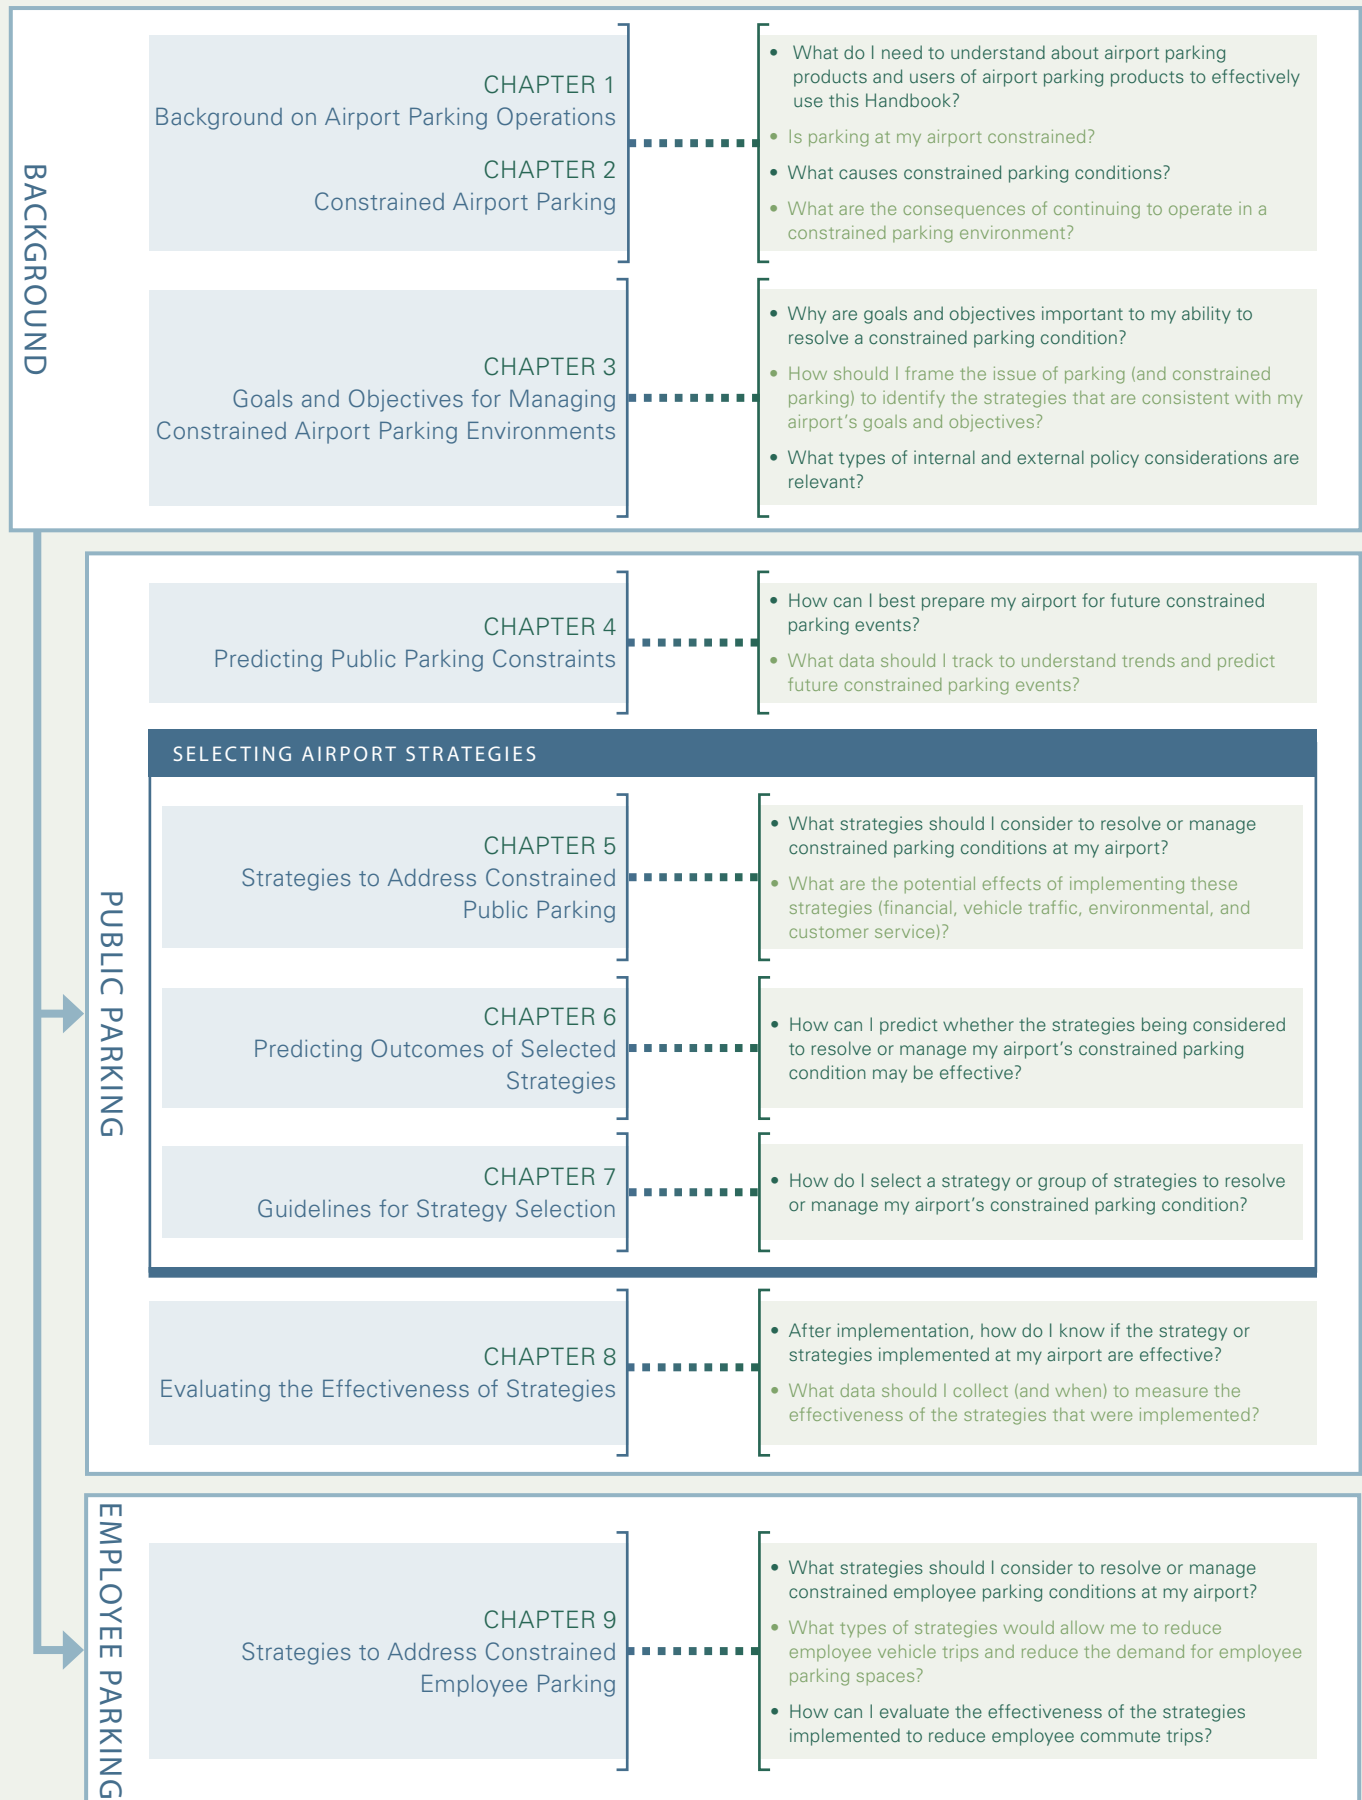 BACKGROUND
CHAPTER 1
Background on Airport Parking Operations
CHAPTER 2
Constrained Airport Parking
• What do I need to understand about airport parking
products and users of airport parking products to effectively
use this Handbook?
• Is parking at my airport constrained?
• What causes constrained parking conditions?
• What are the consequences of continuing to operate in a
constrained parking environment?
CHAPTER 3
Goals and Objectives for Managing
Constrained Airport Parking Environments
• Why are goals and objectives important to my ability to
resolve a constrained parking condition?
• How should I frame the issue of parking (and constrained
parking) to identify the strategies that are consistent with my
airport’s goals and objectives?
• What types of internal and external policy considerations are
relevant?
PUBLIC PARKING
CHAPTER 4
Predicting Public Parking Constraints
• How can I best prepare my airport for future constrained
parking events?
• What data should I track to understand trends and predict
future constrained parking events?
SELECTING AIRPORT STRATEGIES
CHAPTER 5
Strategies to Address Constrained
Public Parking
• What strategies should I consider to resolve or manage
constrained parking conditions at my airport?
• What are the potential effects of implementing these
strategies (financial, vehicle traffic, environmental, and
customer service)?
CHAPTER 6
Predicting Outcomes of Selected
Strategies
• How can I predict whether the strategies being considered
to resolve or manage my airport’s constrained parking
condition may be effective?
CHAPTER 7
Guidelines for Strategy Selection
• How do I select a strategy or group of strategies to resolve
or manage my airport’s constrained parking condition?
CHAPTER 8
Evaluating the Effectiveness of Strategies
• After implementation, how do I know if the strategy or
strategies implemented at my airport are effective?
• What data should I collect (and when) to measure the
effectiveness of the strategies that were implemented?
EMPLOYEE PARKING
CHAPTER 9
Strategies to Address Constrained
Employee Parking
• What strategies should I consider to resolve or manage
constrained employee parking conditions at my airport?
• What types of strategies would allow me to reduce
employee vehicle trips and reduce the demand for employee
parking spaces?
• How can I evaluate the effectiveness of the strategies
implemented to reduce employee commute trips?